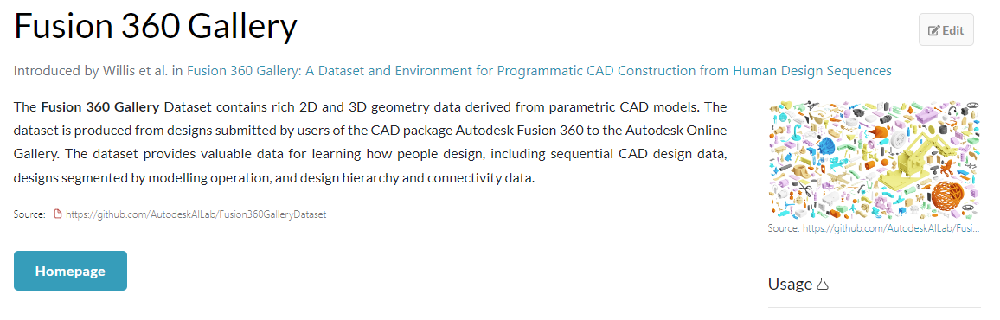 Fusion 360 Gallery
Edit
Introduced by Willis et al. in Fusion 360 Gallery: A Dataset and Environment for Programmatic CAD Construction from Human Design Sequences
The Fusion 360 Gallery Dataset contains rich 2D and 3D geometry data derived from parametric CAD models. The
dataset is produced from designs submitted by users of the CAD package Autodesk Fusion 360 to the Autodesk Online
Gallery. The dataset provides valuable data for learning how people design, including sequential CAD design data,
designs segmented by modelling operation, and design hierarchy and connectivity data.
Source: https://github.com/AutodeskAILab/Fusion360GalleryDataset
Source: https://github.com/AutodeskAILab/Fusi...
Homepage
Usage